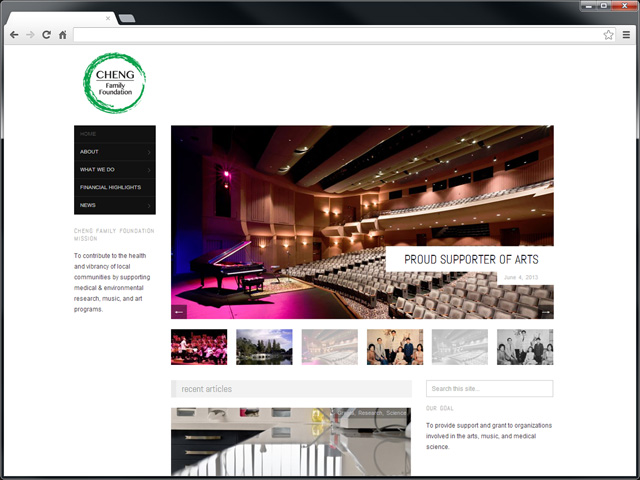 CHENG
Family
Foundation
HOME
ABOUT
WHAT WE DO
FINANCIAL HIGHLIGHTS
NEWS
CHENG FAMILY FOUNDATION
MISSION
To contribute to the health
and vibrancy of local
communities by supporting
medical & environmental
research, music, and art
programs.
PROUD SUPPORTER OF ARTS
June 4, 2013
recent articles
Grants, Research, Science
Search this site...
OUR GOAL
To provide support and grant to organizations
involved in the arts, music, and medical
science.